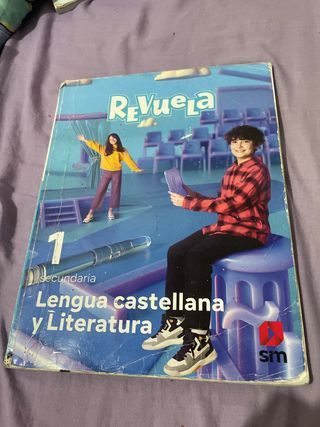 REVueLa
1
secundaria
Lengua castellana
y Literatura
sm